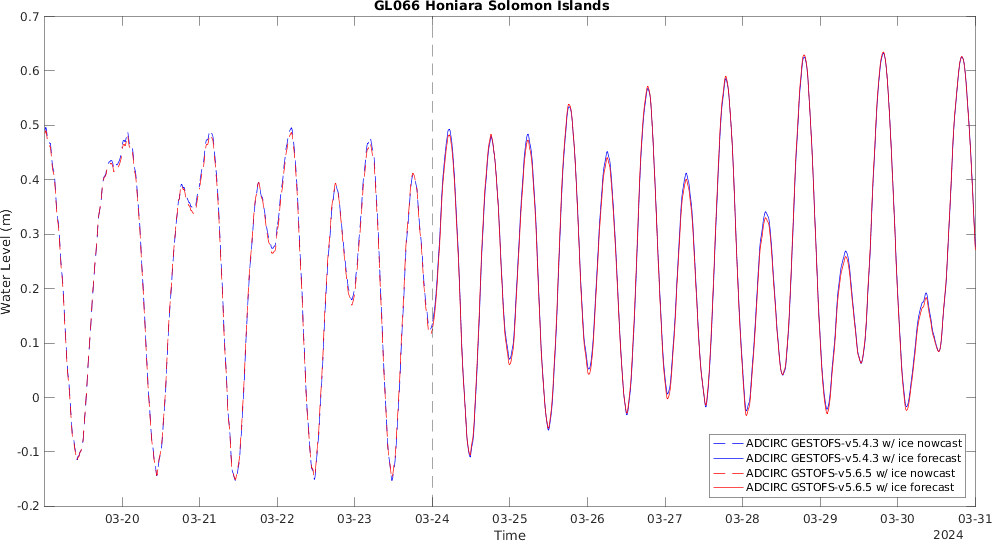 GL066 Honiara Solomon Islands
0.7
0.6
0.5
0.4
0.3
0.2
0.1
0
-0.1
-0.2
Water Level (m)
ADCIRC GESTOFS-v5.4.3 w/ ice nowcast
ADCIRC GESTOFS-v5.4.3 w/ ice forecast
ADCIRC GSTOFS-v5.6.5 w/ ice nowcast
ADCIRC GSTOFS-v5.6.5 w/ ice forecast
03-20 03-21 03-22 03-23 03-24 03-25 03-26 03-27 03-28 03-29 03-30 03-31
Time
2024